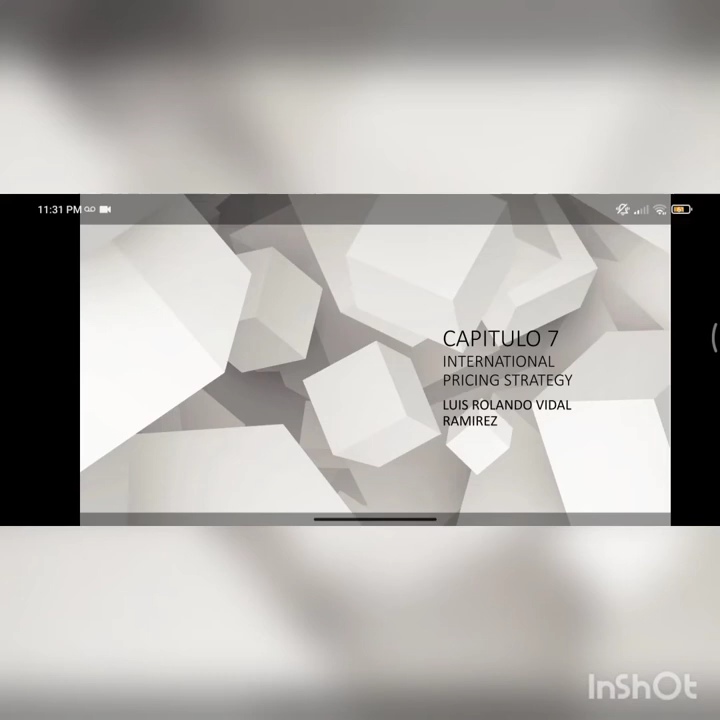 11:31 PM
CAPITULO 7
INTERNATIONAL
PRICING STRATEGY
LUIS ROLANDO VIDAL
RAMIREZ
InShOt